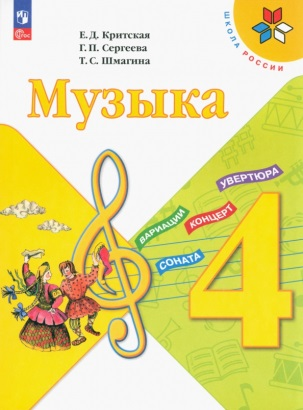 Е. Д. Критская
Г. П. Сергеева
Т. С. Шмагина
ШКОЛА РОССИИ
Музыка
УВЕРТЮРА
ВАРИАЦИИ
КОНЦЕРТ
СОНАТА
4